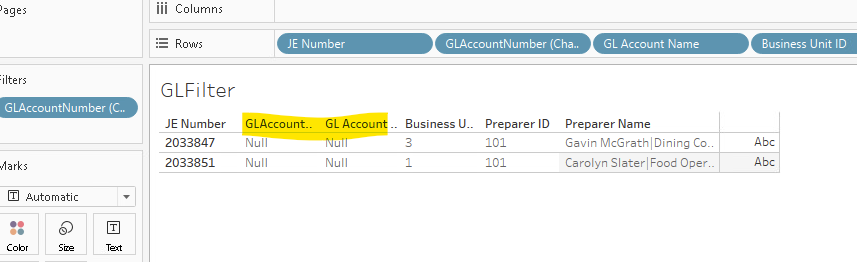 Pages
Columns
Rows
JE Number
GLAccountNumber (Cha..
GL Account Name
Business Unit ID
Filters
GLAccountNumber (C..
GLFilter
JE Number GLAccount.. GL Account .. Business U.. Preparer ID Preparer Name
2033847 Null Null 3 101 Gavin McGrath|Dining Co.. Abc
2033851 Null Null 1 101 Carolyn Slater|Food Oper.. Abc
Marks
T Automatic
Color Size Text